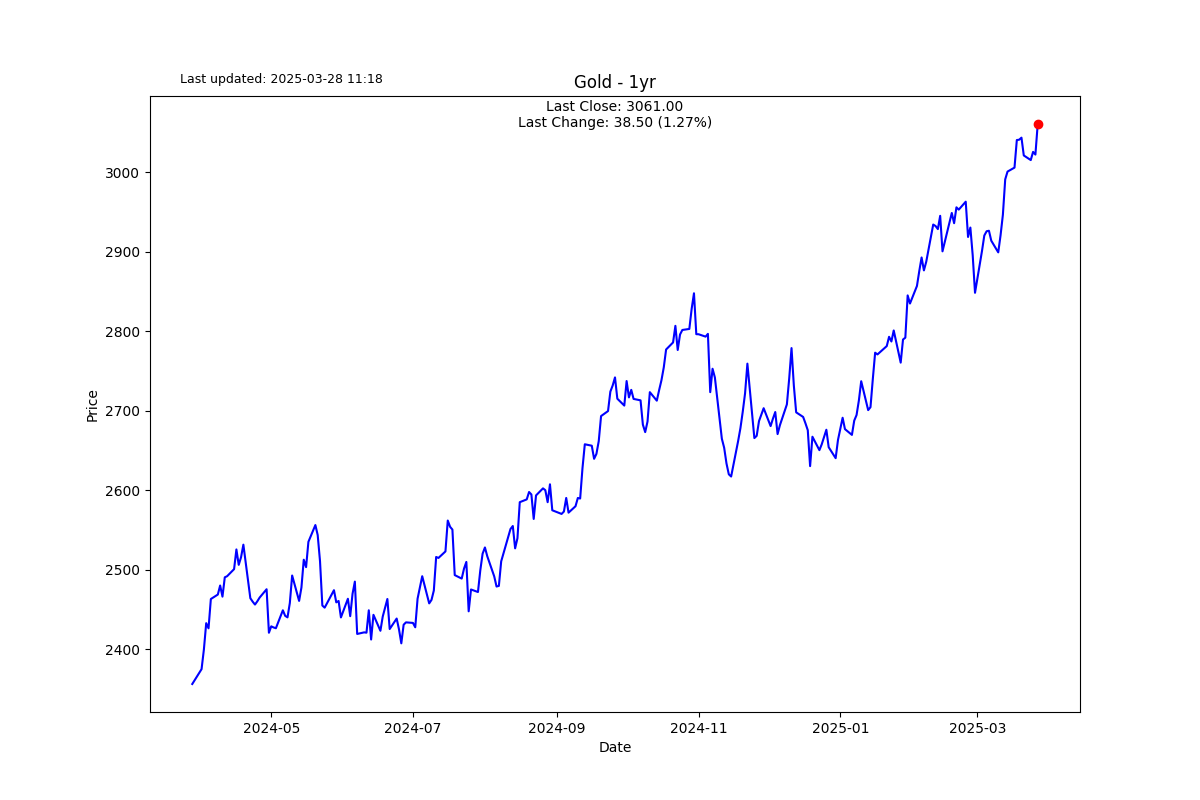 Last updated: 2025-03-28 11:18
Gold - 1yr
Last Close: 3061.00
Last Change: 38.50 (1.27%)
3000
2900
2800
2700
2600
2500
2400
Price
2024-05 2024-07 2024-09 2024-11 2025-01 2025-03
Date